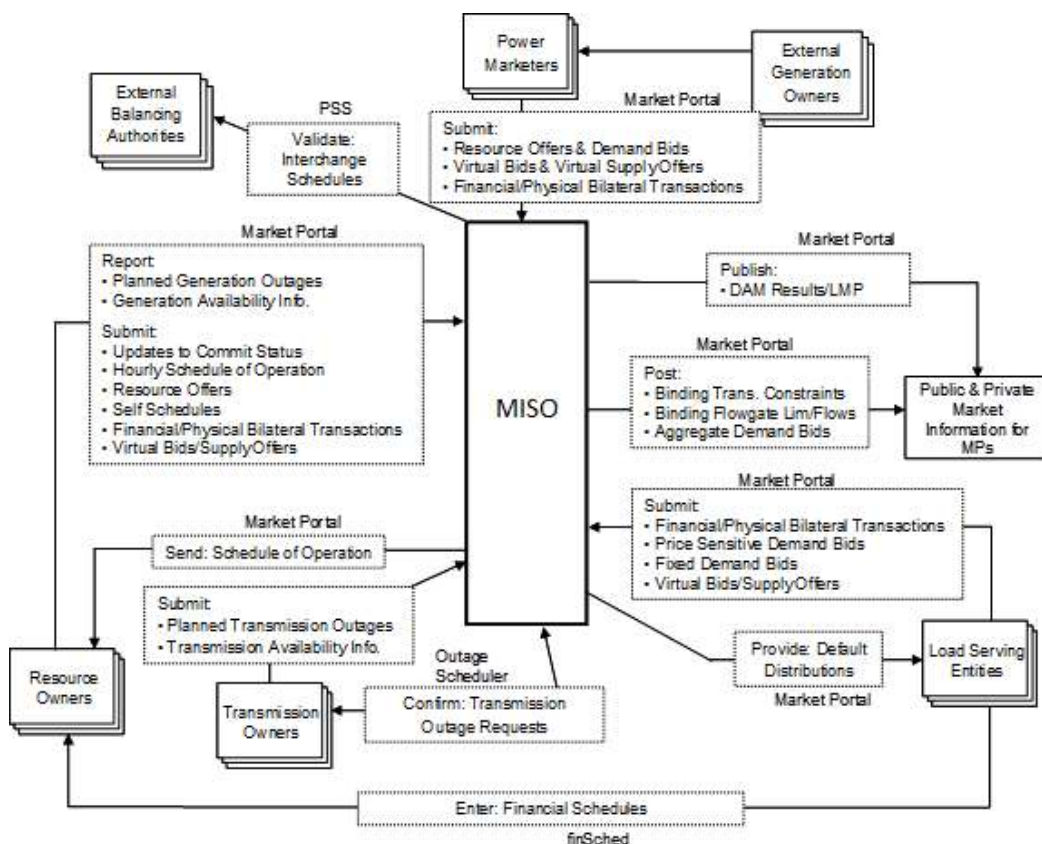 Power
Marketers
External
Generation
Owners
External
Balancing
Authorities
PSS
Validate:
Interchange
Schedules
Market Portal
Submit:
• Resource Offers & Demand Bids
• Virtual Bids & Virtual Supply Offers
• Financial/Physical Bilateral Transactions
Market Portal
Report:
• Planned Generation Outages
• Generation Availability Info.
Submit:
• Updates to Commit Status
• Hourly Schedule of Operation
• Resource Offers
• Self Schedules
• Financial/Physical Bilateral Transactions
• Virtual Bids/Supply Offers
MISO
Market Portal
Publish:
• DAM Results/LMP
Market Portal
Post:
• Binding Trans. Constraints
• Binding Flowgate Lim/Flows
• Aggregate Demand Bids
Public & Private
Market
Information for
MPs
Market Portal
Submit:
• Financial/Physical Bilateral Transactions
• Price Sensitive Demand Bids
• Fixed Demand Bids
• Virtual Bids/Supply Offers
Market Portal
Send: Schedule of Operation
Submit:
• Planned Transmission Outages
• Transmission Availability Info.
Resource
Owners
Transmission
Owners
Outage
Scheduler
Confirm: Transmission
Outage Requests
Provide: Default
Distributions
Market Portal
Load Serving
Entities
Enter: Financial Schedules
finSched